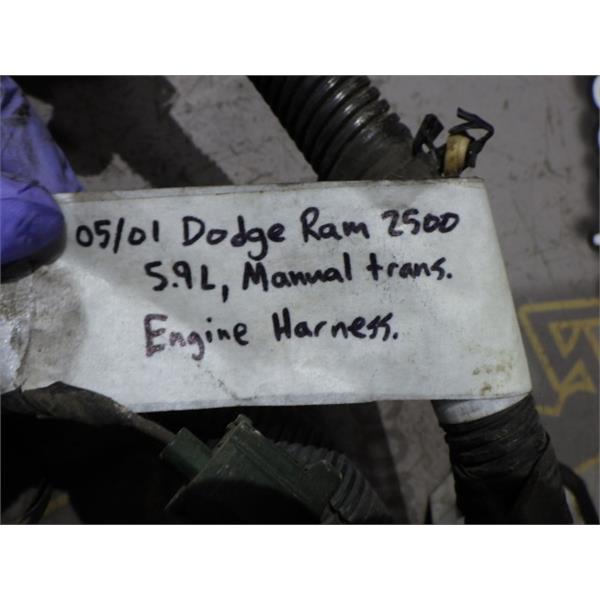 05/01 Dodge Ram 2500
5.9L, Manual trans.
Engine Harness.